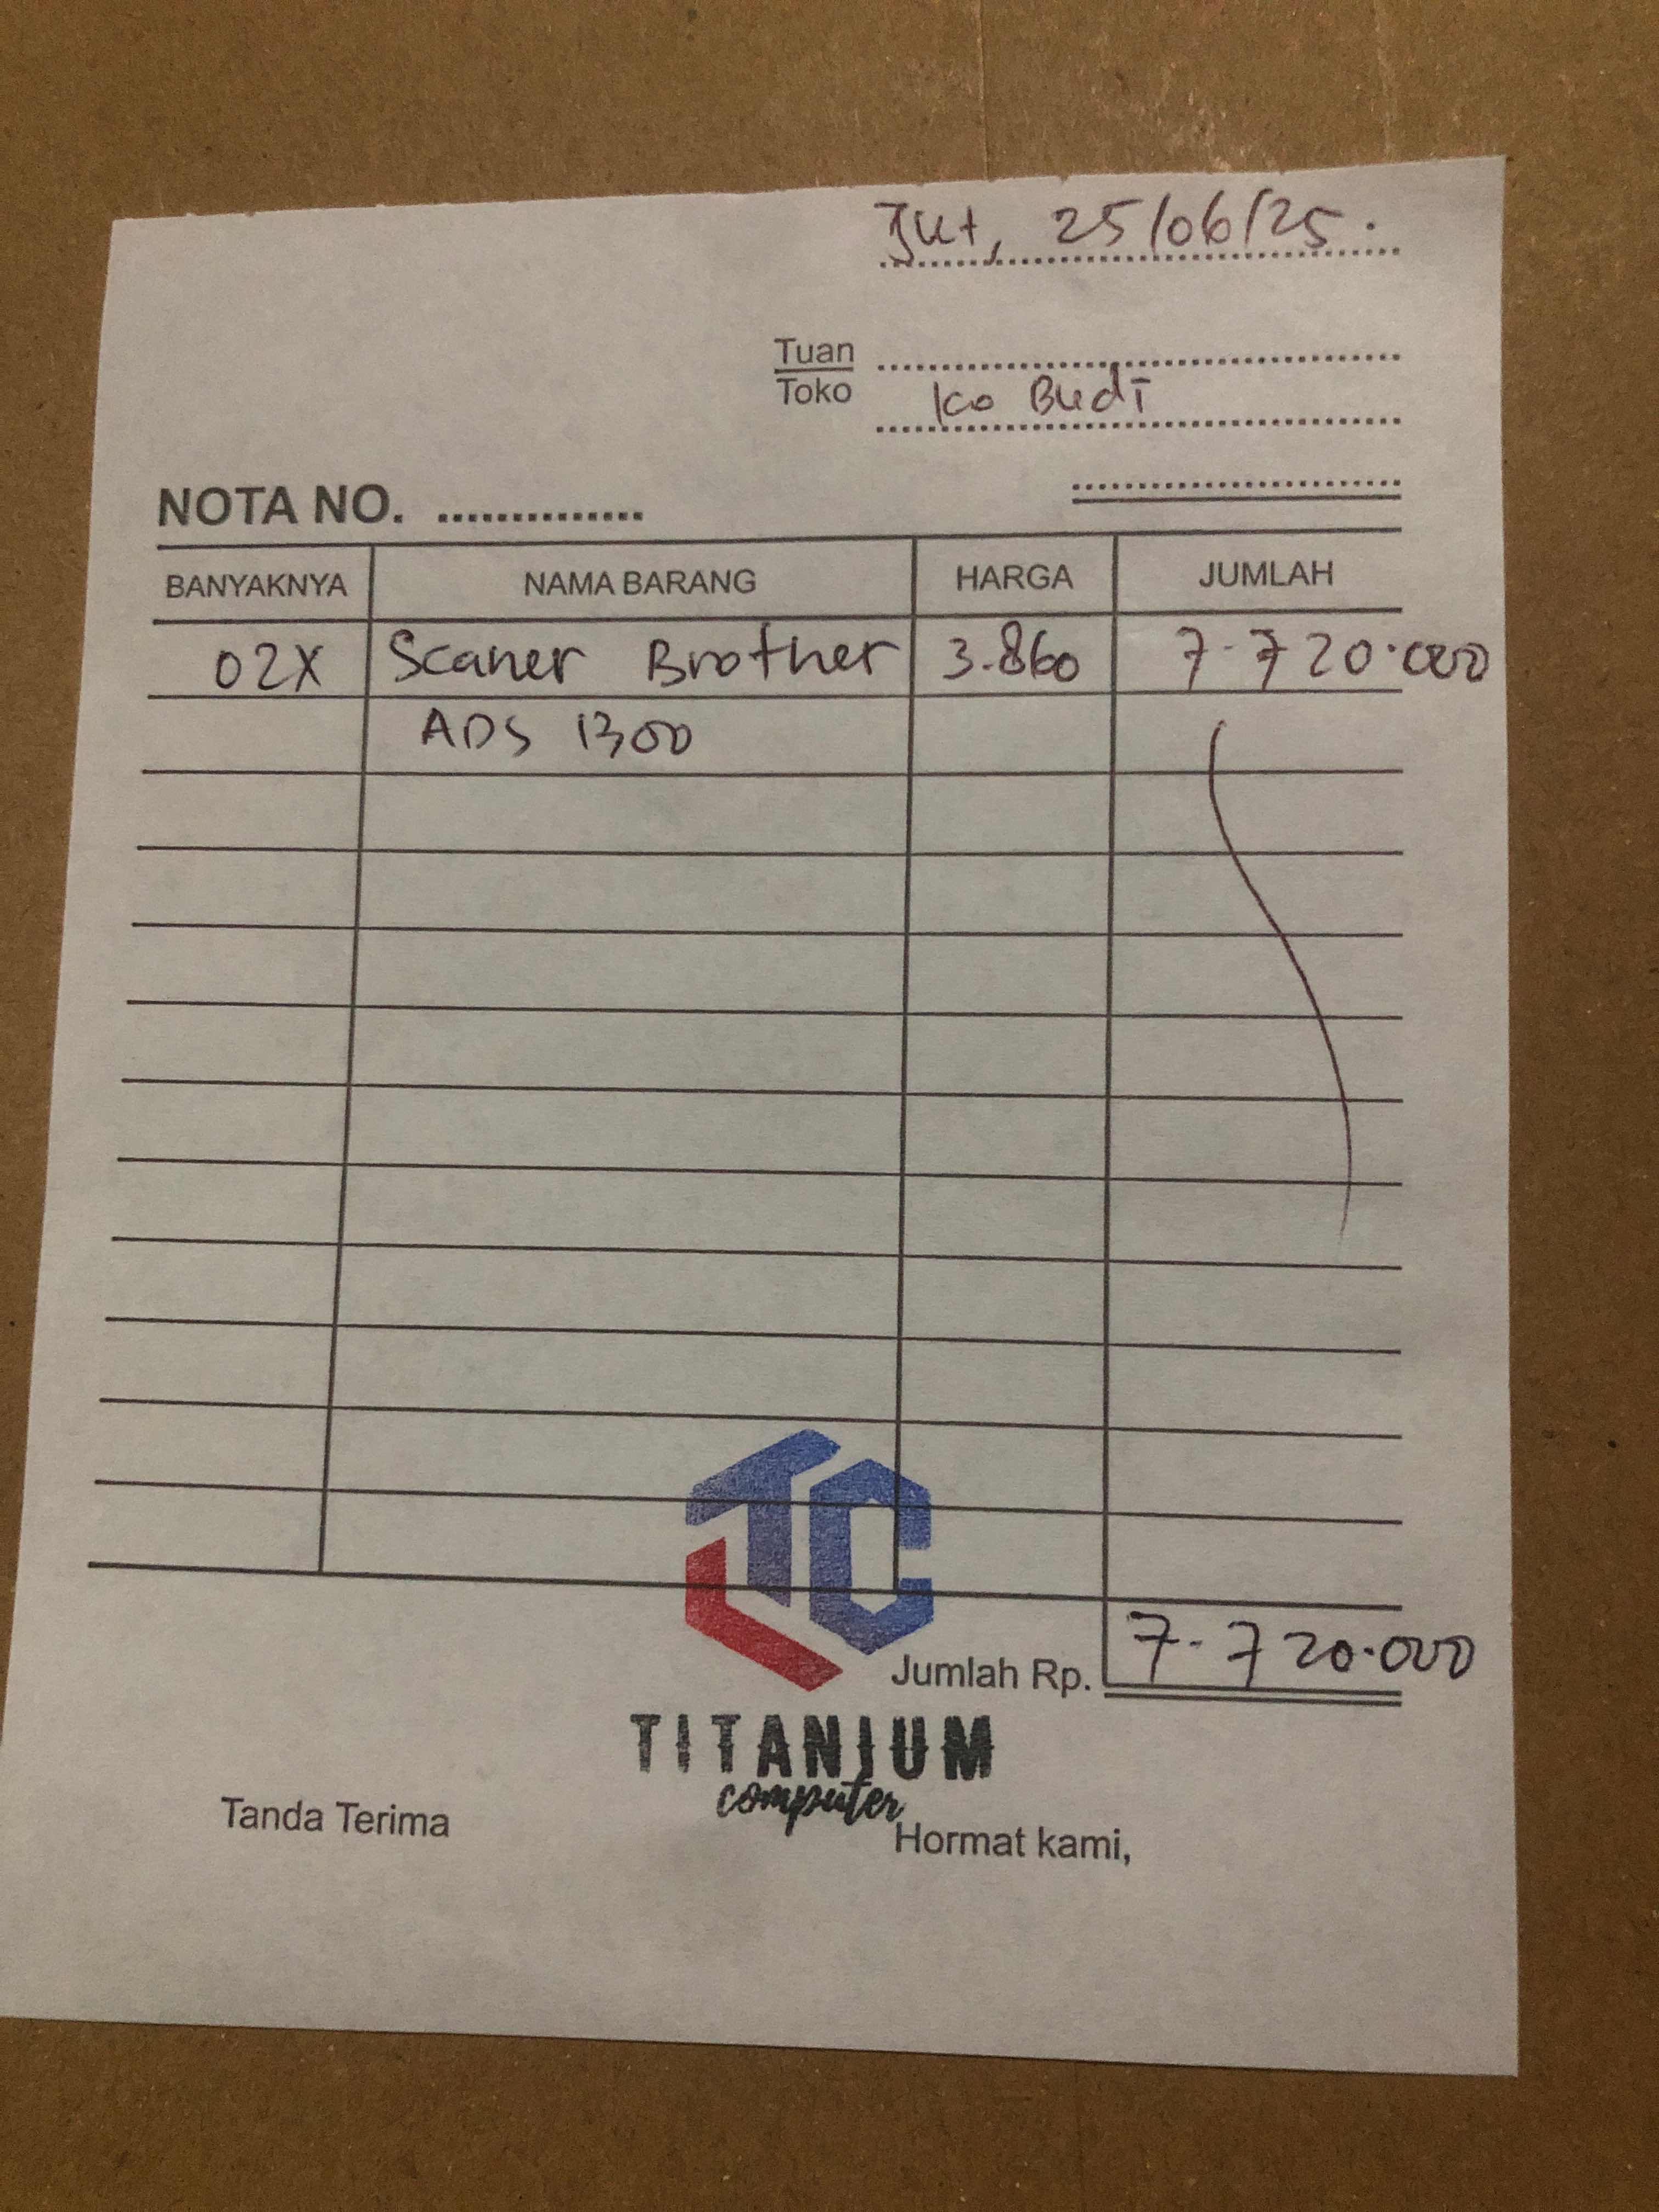 Jkt, 25/06/25.
Tuan
Toko
Ko Budi
NOTA NO. ..............
BANYAKNYA NAMA BARANG HARGA JUMLAH
02X Scaner Brother 3.860 7.720.000
ADS 1300
Jumlah Rp. 7.720.000
TITANIUM
computer
Tanda Terima
Hormat kami,